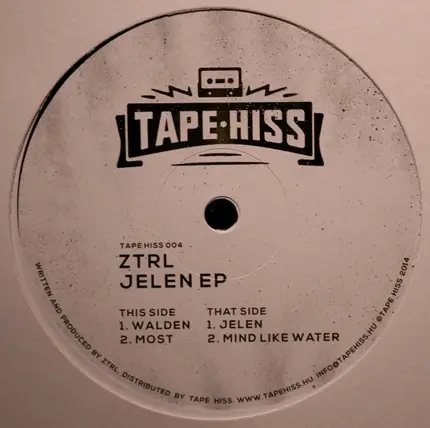 TAPE·HISS
TAPE HISS 004
ZTRL
JELEN EP
THIS SIDE
1. WALDEN
2. MOST
THAT SIDE
1. JELEN
2. MIND LIKE WATER
WRITTEN AND PRODUCED BY ZTRL. DISTRIBUTED BY TAPE HISS. WWW.TAPEHISS.HU INFO@TAPEHISS.HU ©TAPE HISS 2014